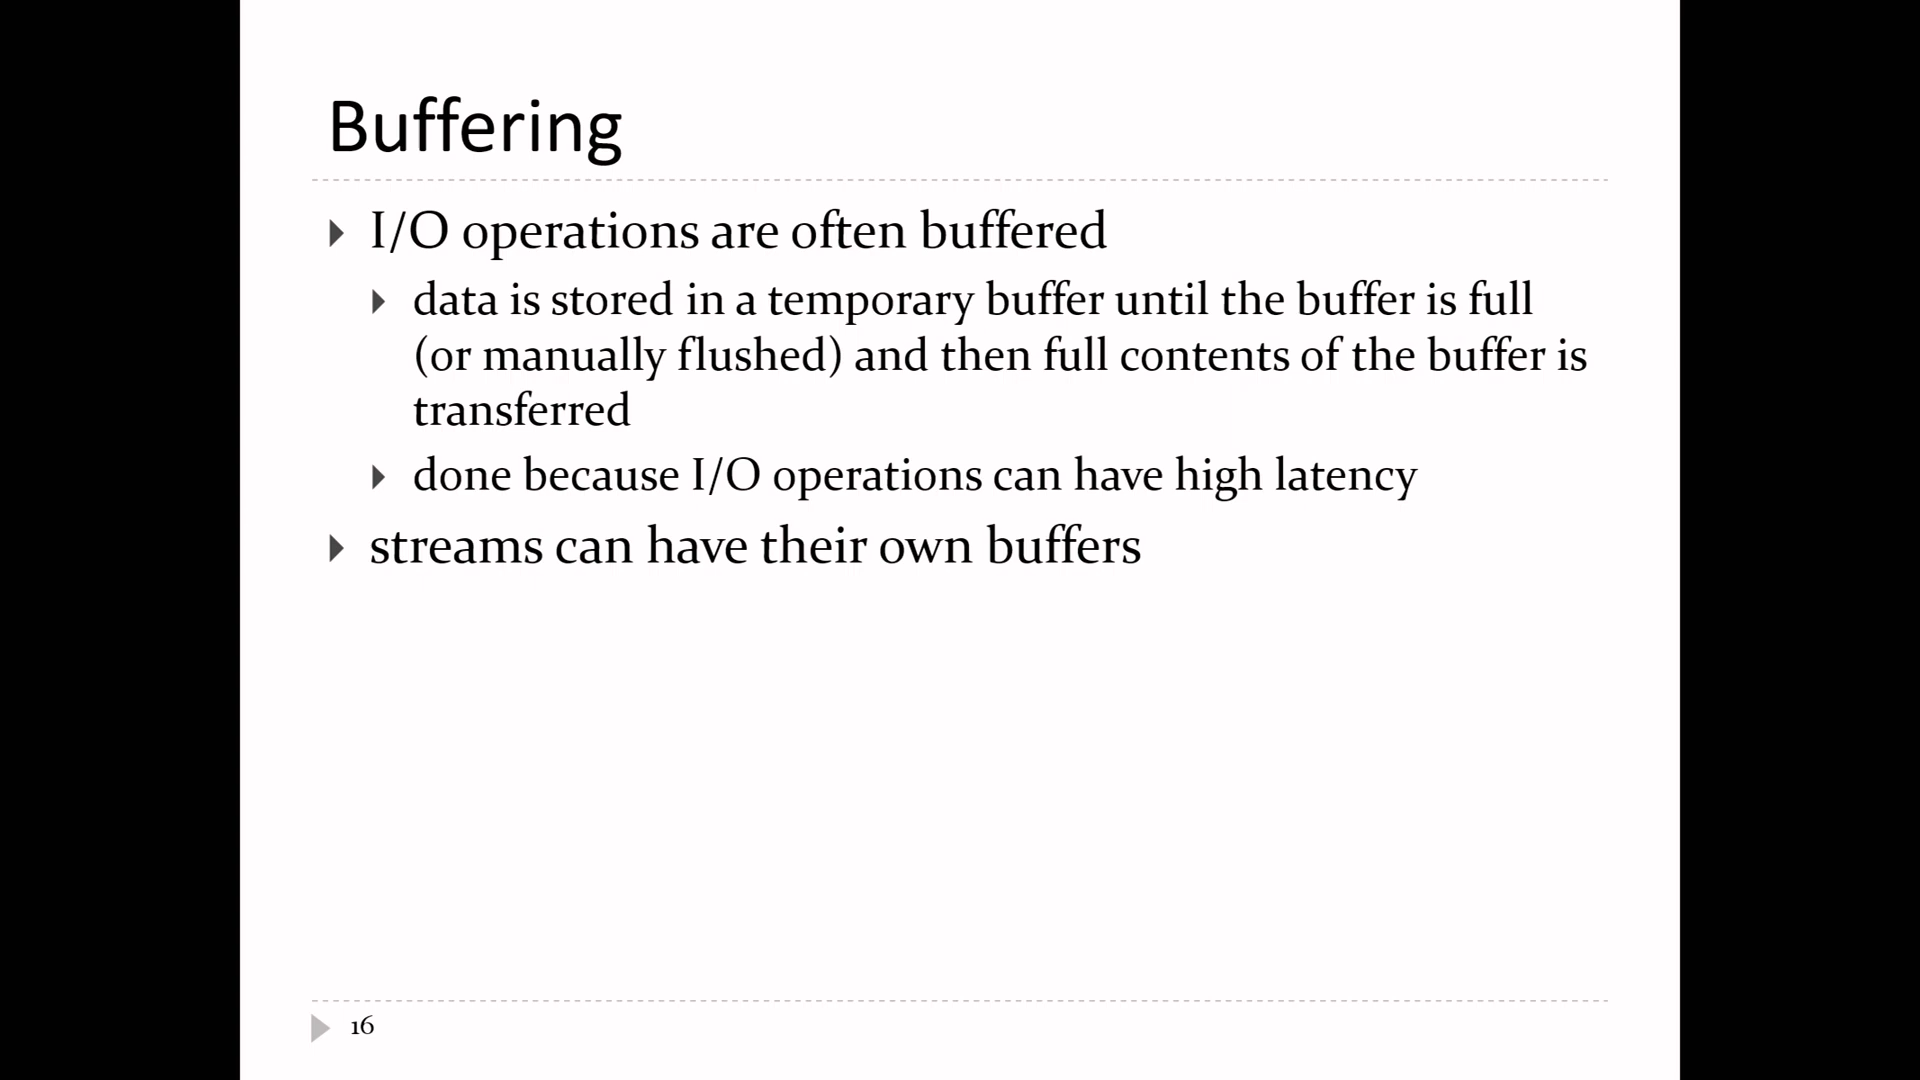 Buffering
I/O operations are often buffered
data is stored in a temporary buffer until the buffer is full
(or manually flushed) and then full contents of the buffer is
transferred
done because I/O operations can have high latency
streams can have their own buffers
16